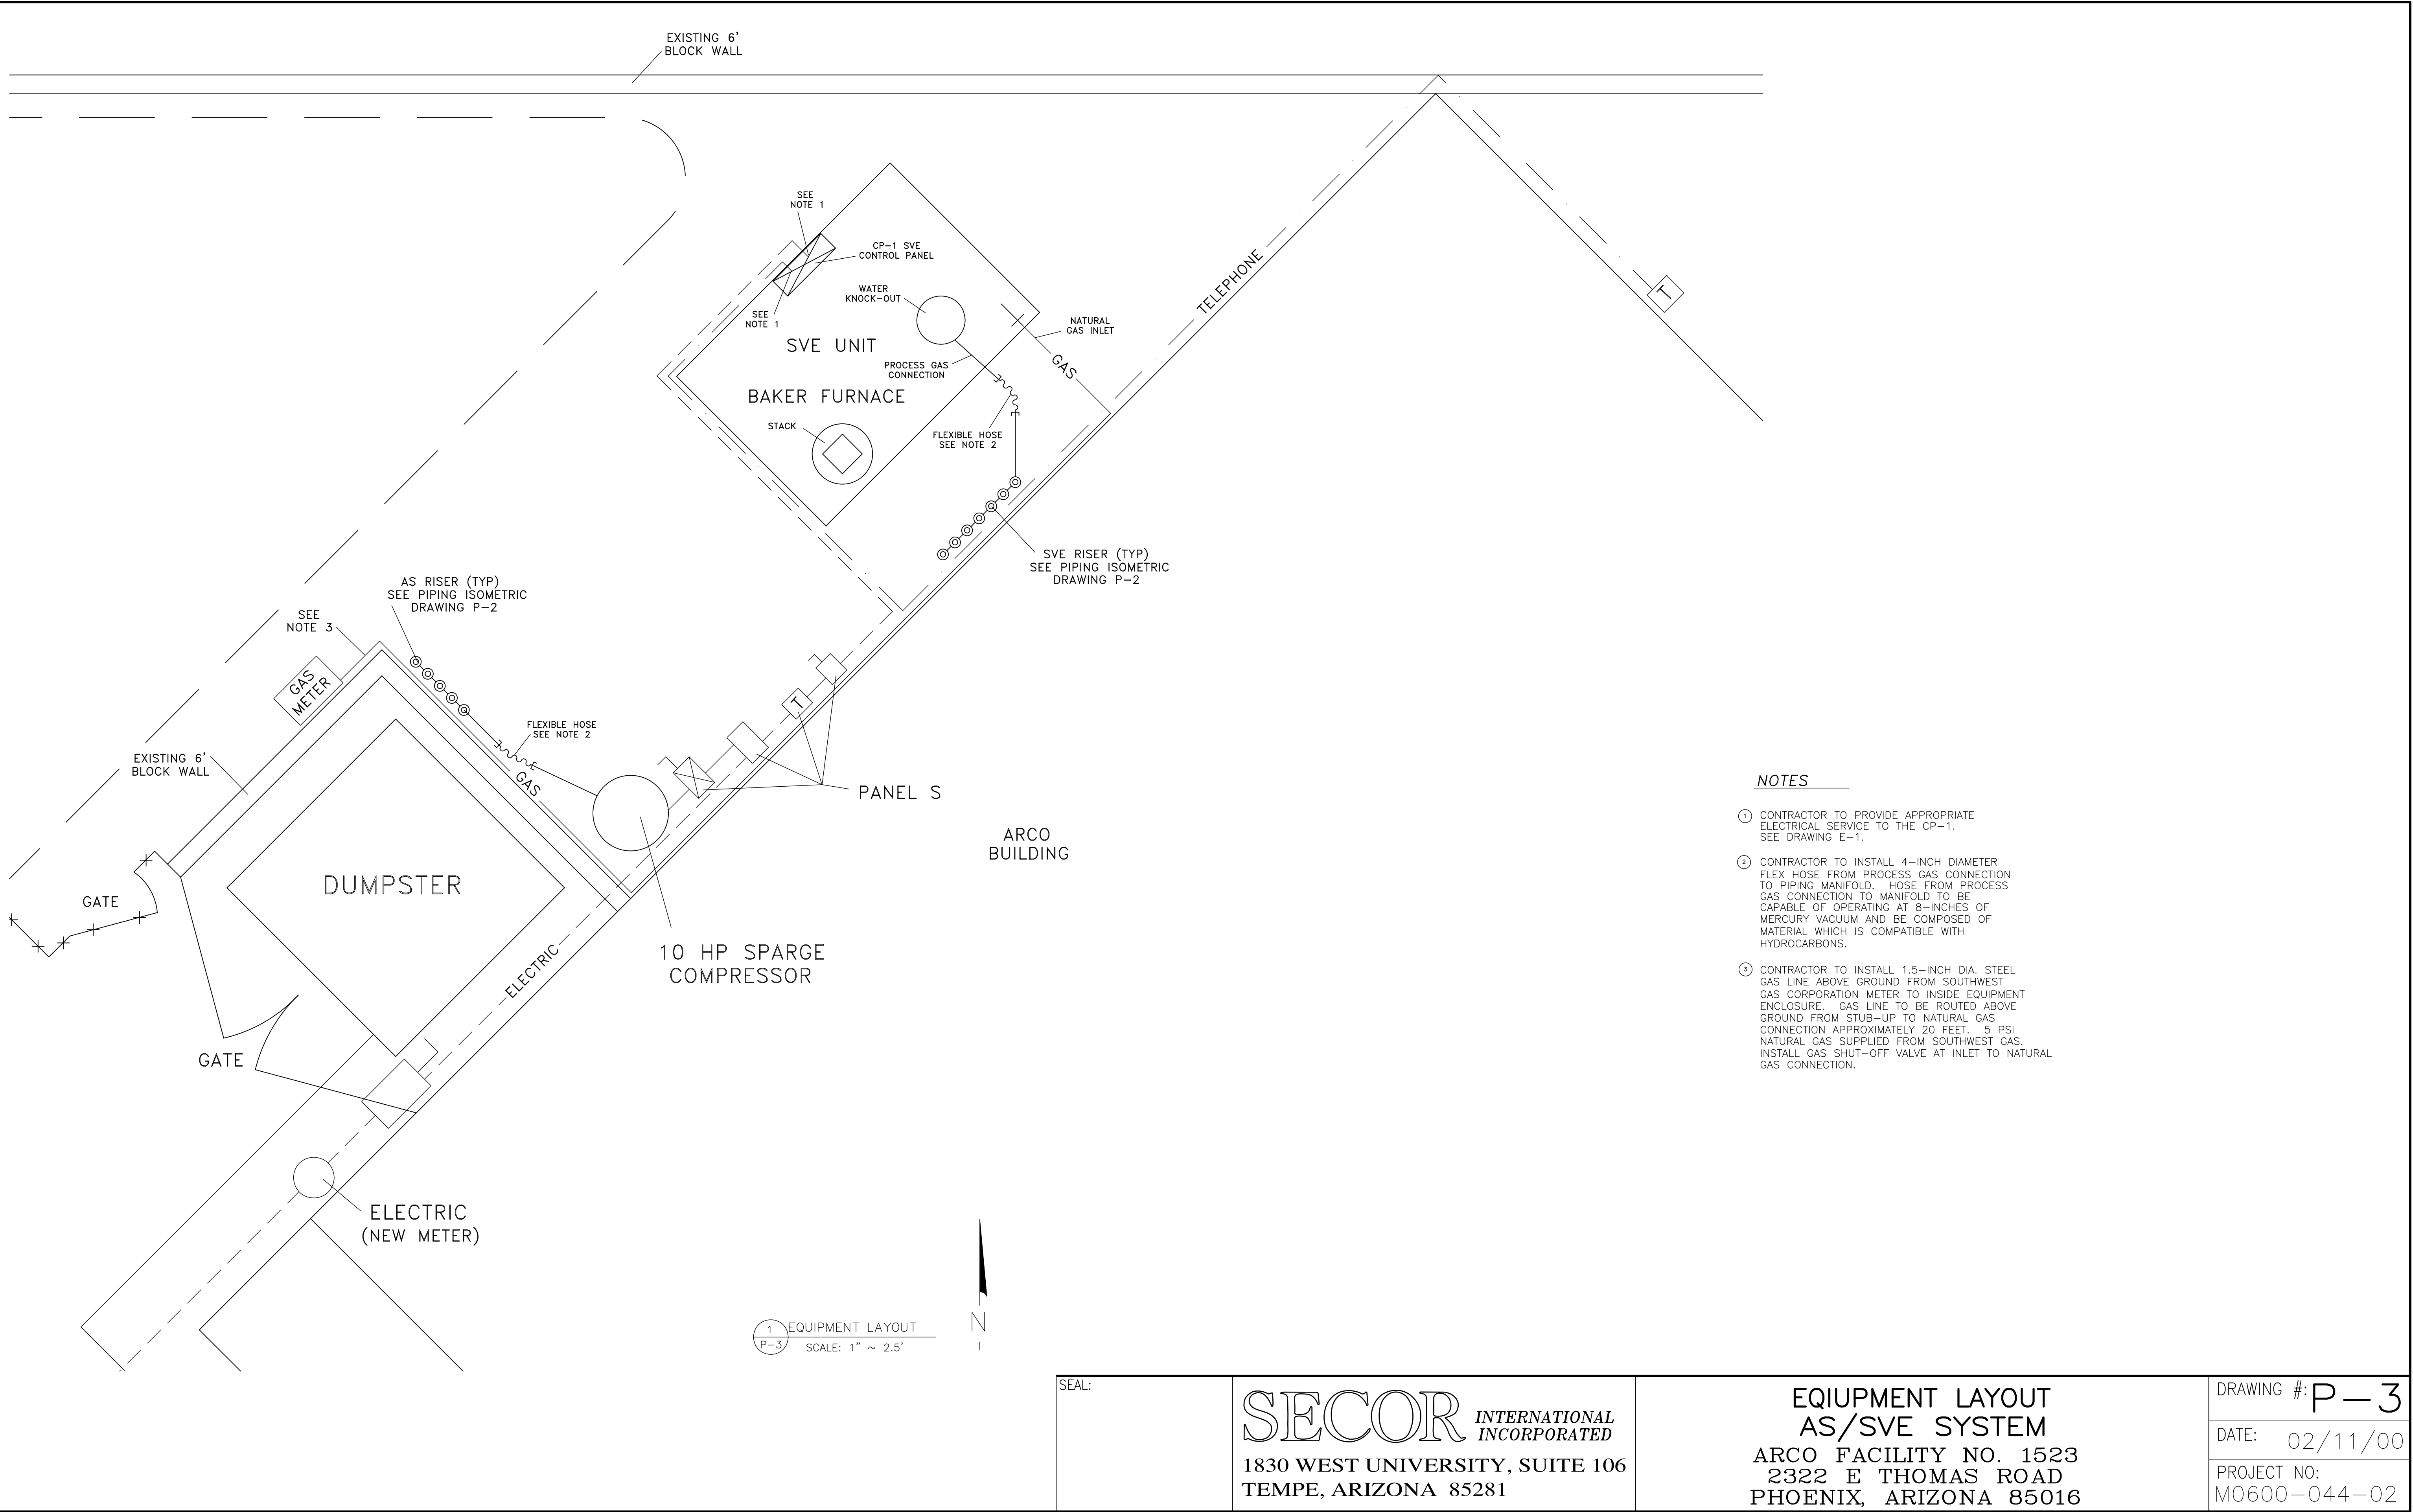 EXISTING 6'
BLOCK WALL
SEE
NOTE 1
CP-1 SVE
CONTROL PANEL
WATER
KNOCK-OUT
SEE
NOTE 1
NATURAL
GAS INLET
TELEPHONE
T
SVE UNIT
PROCESS GAS
CONNECTION
GAS
BAKER FURNACE
STACK
FLEXIBLE HOSE
SEE NOTE 2
SVE RISER (TYP)
SEE PIPING ISOMETRIC
DRAWING P-2
AS RISER (TYP)
SEE PIPING ISOMETRIC
DRAWING P-2
SEE
NOTE 3
GAS
METER
T
FLEXIBLE HOSE
SEE NOTE 2
EXISTING 6'
BLOCK WALL
GAS
PANEL S
ARCO
BUILDING
DUMPSTER
GATE
10 HP SPARGE
COMPRESSOR
ELECTRIC
GATE
ELECTRIC
(NEW METER)
NOTES
1 CONTRACTOR TO PROVIDE APPROPRIATE
ELECTRICAL SERVICE TO THE CP-1.
SEE DRAWING E-1.
2 CONTRACTOR TO INSTALL 4-INCH DIAMETER
FLEX HOSE FROM PROCESS GAS CONNECTION
TO PIPING MANIFOLD. HOSE FROM PROCESS
GAS CONNECTION TO MANIFOLD TO BE
CAPABLE OF OPERATING AT 8-INCHES OF
MERCURY VACUUM AND BE COMPOSED OF
MATERIAL WHICH IS COMPATIBLE WITH
HYDROCARBONS.
3 CONTRACTOR TO INSTALL 1.5-INCH DIA. STEEL
GAS LINE ABOVE GROUND FROM SOUTHWEST
GAS CORPORATION METER TO INSIDE EQUIPMENT
ENCLOSURE. GAS LINE TO BE ROUTED ABOVE
GROUND FROM STUB-UP TO NATURAL GAS
CONNECTION APPROXIMATELY 20 FEET. 5 PSI
NATURAL GAS SUPPLIED FROM SOUTHWEST GAS.
INSTALL GAS SHUT-OFF VALVE AT INLET TO NATURAL
GAS CONNECTION.
1 EQUIPMENT LAYOUT
P-3 SCALE: 1" ~ 2.5'
N
SEAL:
SECOR INTERNATIONAL
INCORPORATED
1830 WEST UNIVERSITY, SUITE 106
TEMPE, ARIZONA 85281
EQIUPMENT LAYOUT
AS/SVE SYSTEM
ARCO FACILITY NO. 1523
2322 E THOMAS ROAD
PHOENIX, ARIZONA 85016
DRAWING #: P-3
DATE: 02/11/00
PROJECT NO:
M0600-044-02